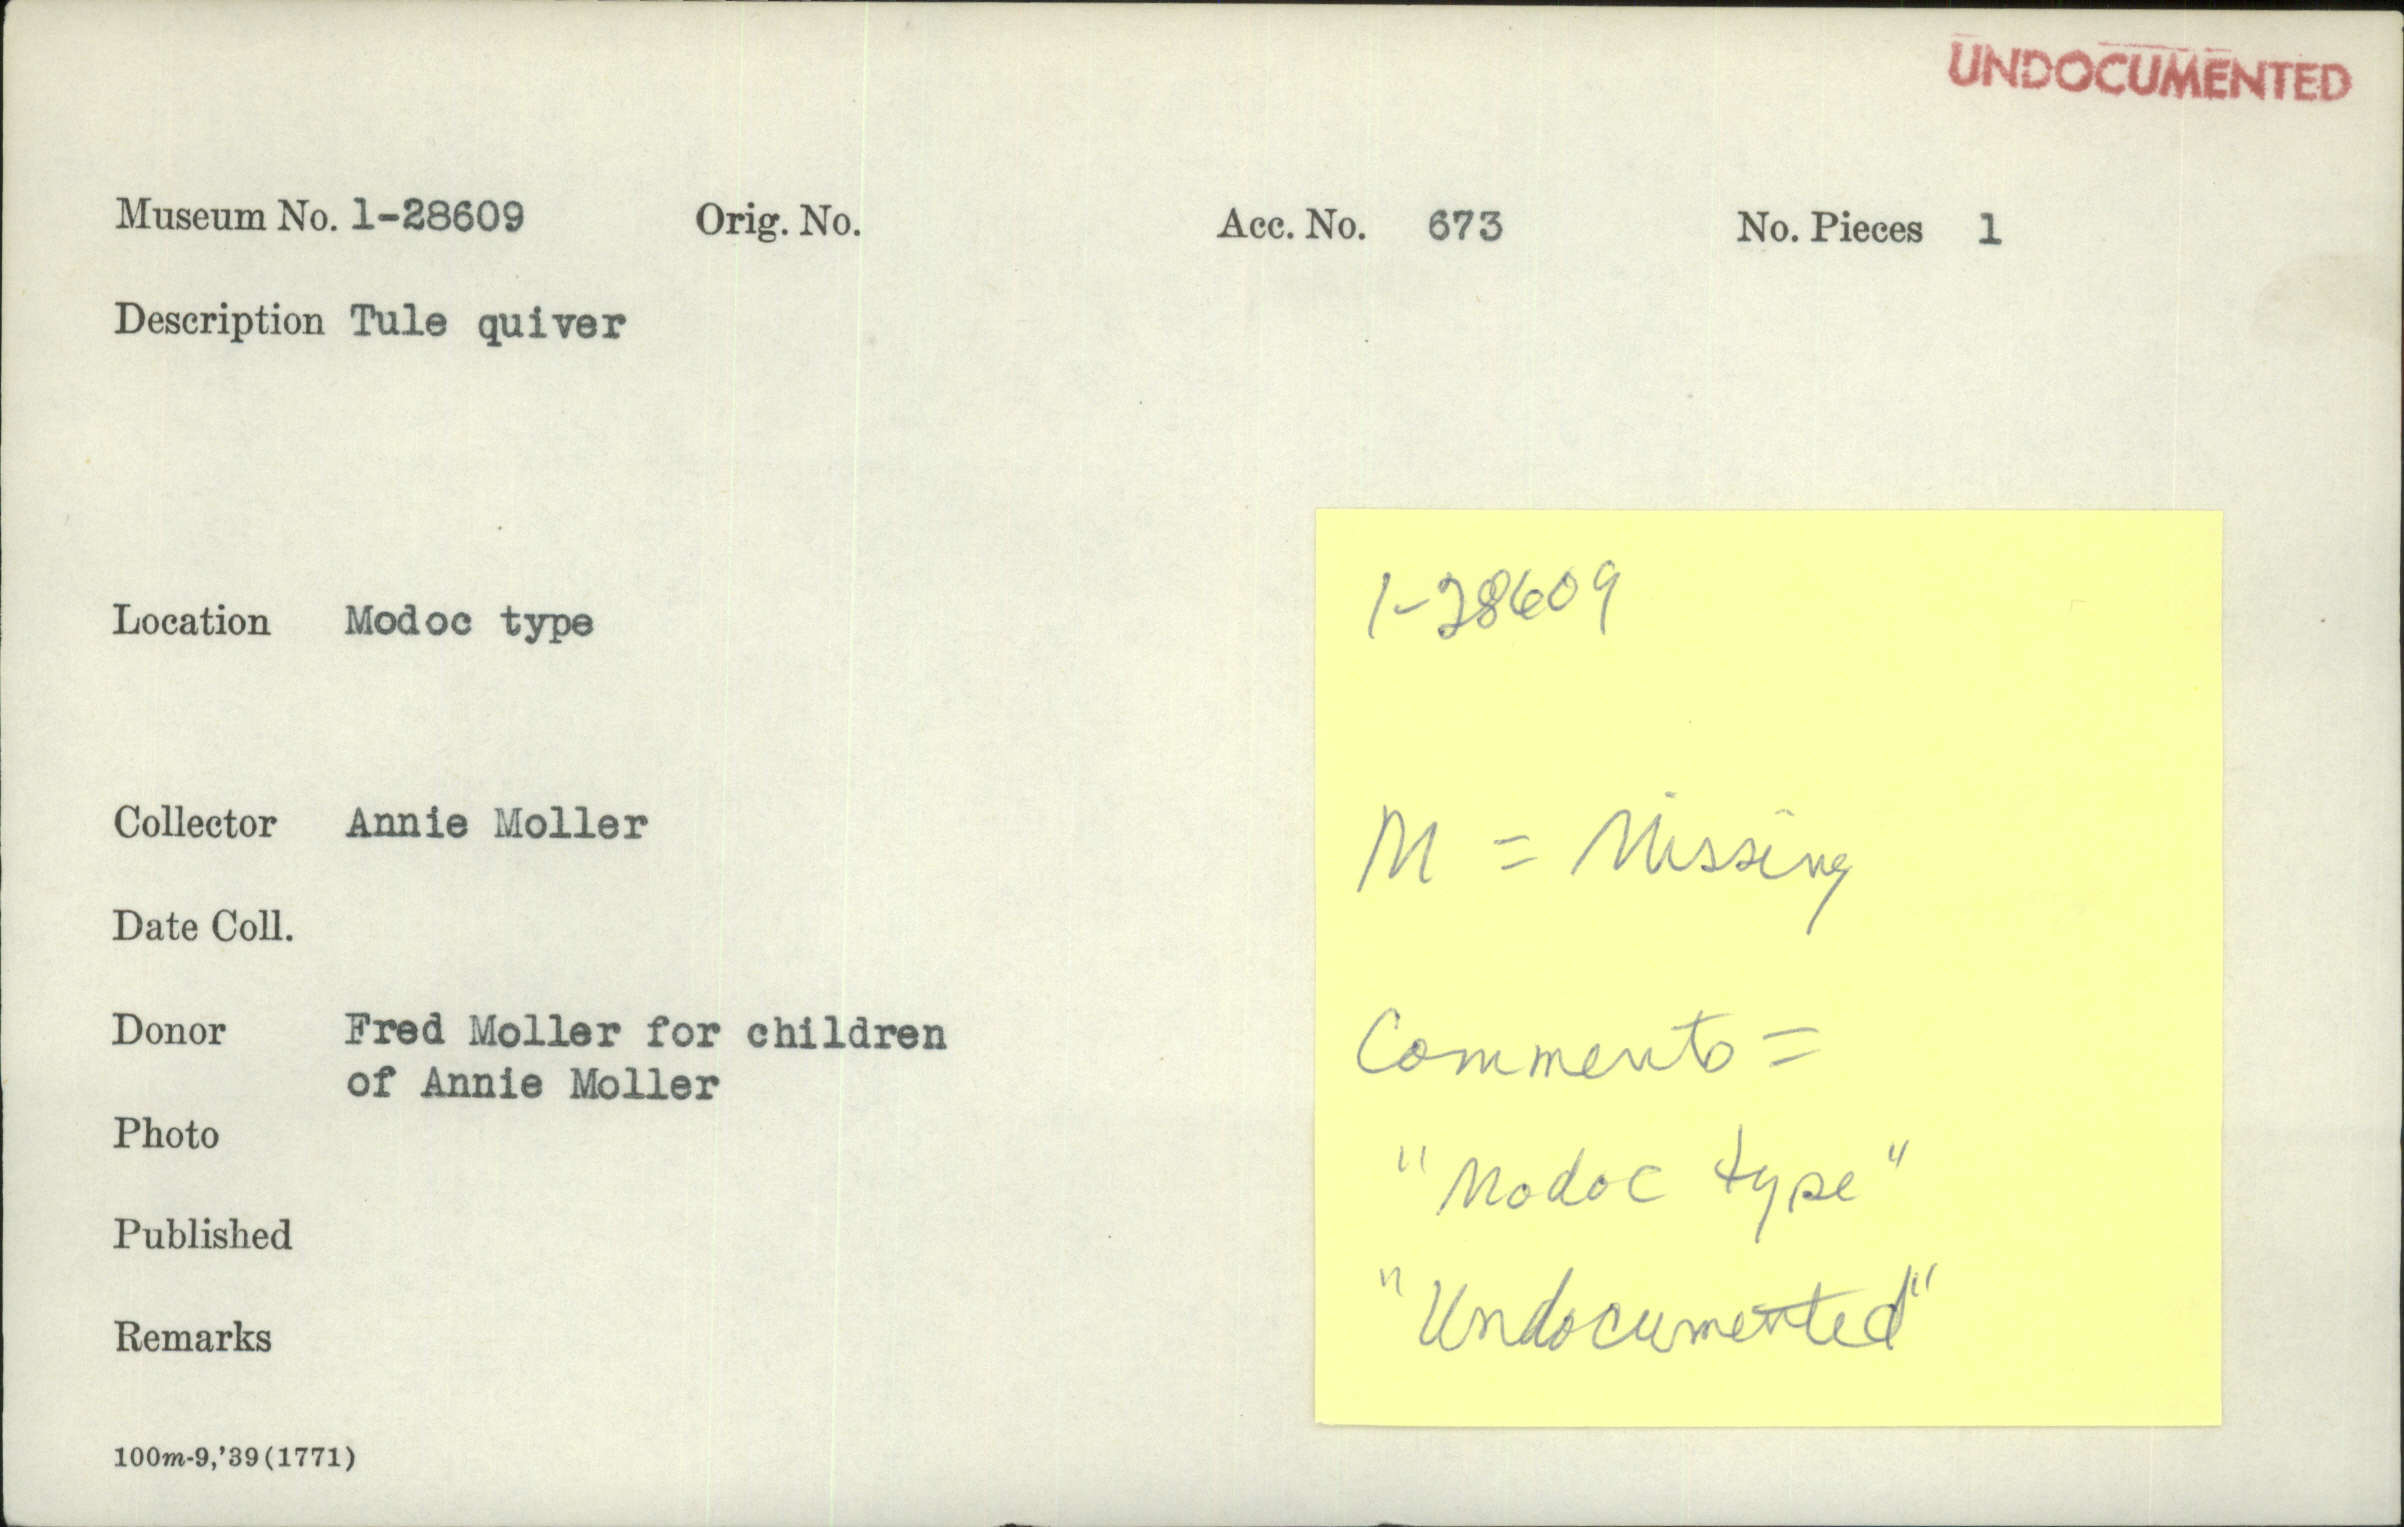 UNDOCUMENTED
Museum No. 1-28609 Orig. No. Acc. No. 673 No. Pieces 1
Description Tule quiver
Location Modoc type
Collector Annie Moller
Date Coll.
Donor Fred Moller for children
of Annie Moller
Photo
Published
Remarks
100m-9,'39(1771)
1-28609
M = Missing
Comments =
"Modoc type"
"Undocumented"